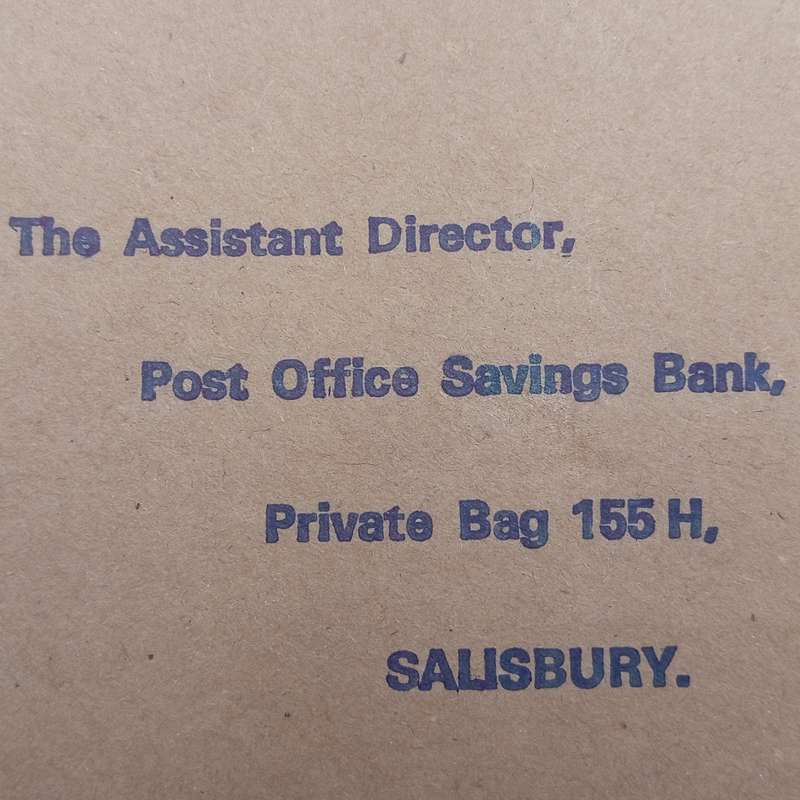 The Assistant Director,
Post Office Savings Bank,
Private Bag 155 H,
SALISBURY.